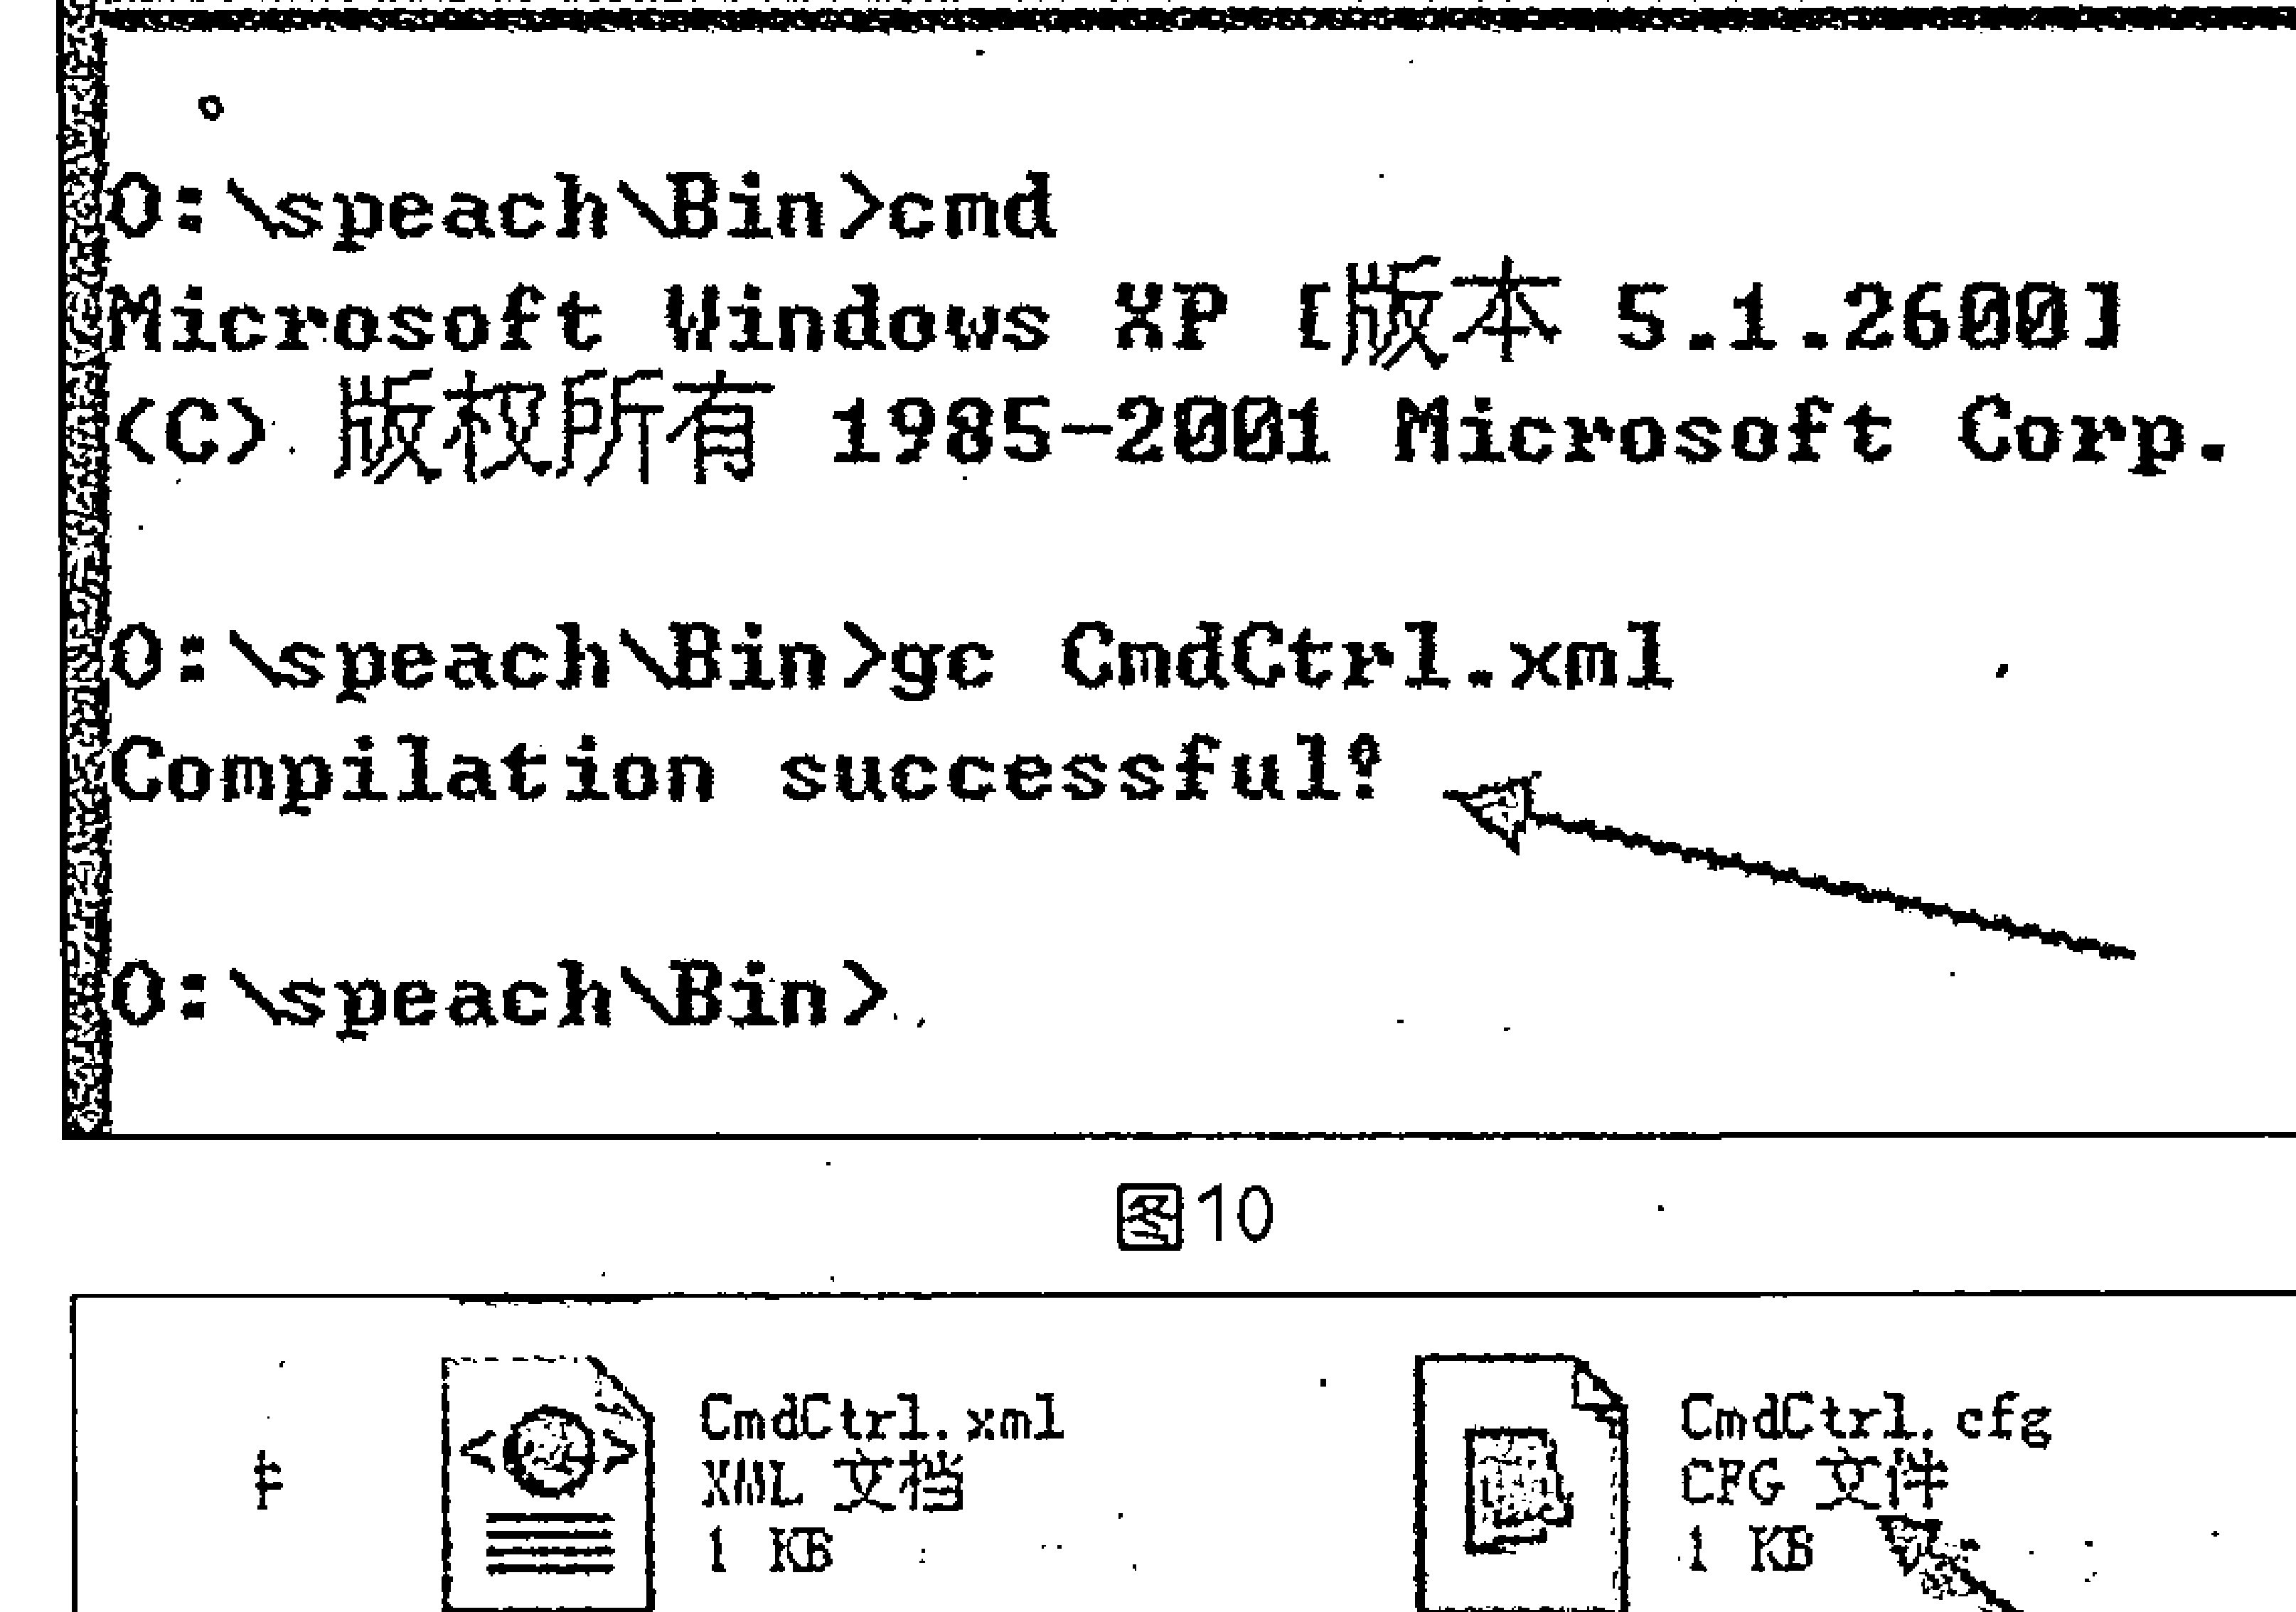 。
O:\speach\Bin>cmd
Microsoft Windows XP [版本 5.1.2600]
(C) 版权所有 1985-2001 Microsoft Corp.
O:\speach\Bin>gc CmdCtrl.xml
Compilation successful!
O:\speach\Bin>
图10
CmdCtrl.xml
XML 文档
1 KB
CmdCtrl.cfg
CFG 文件
1 KB